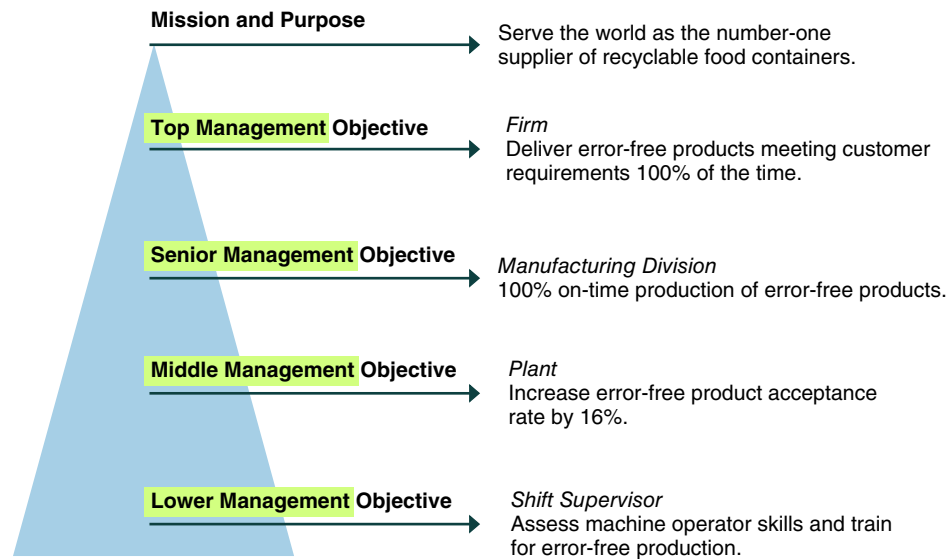 Mission and Purpose
Serve the world as the number-one
supplier of recyclable food containers.
Top Management Objective
Firm
Deliver error-free products meeting customer
requirements 100% of the time.
Senior Management Objective
Manufacturing Division
100% on-time production of error-free products.
Middle Management Objective
Plant
Increase error-free product acceptance
rate by 16%.
Lower Management Objective
Shift Supervisor
Assess machine operator skills and train
for error-free production.